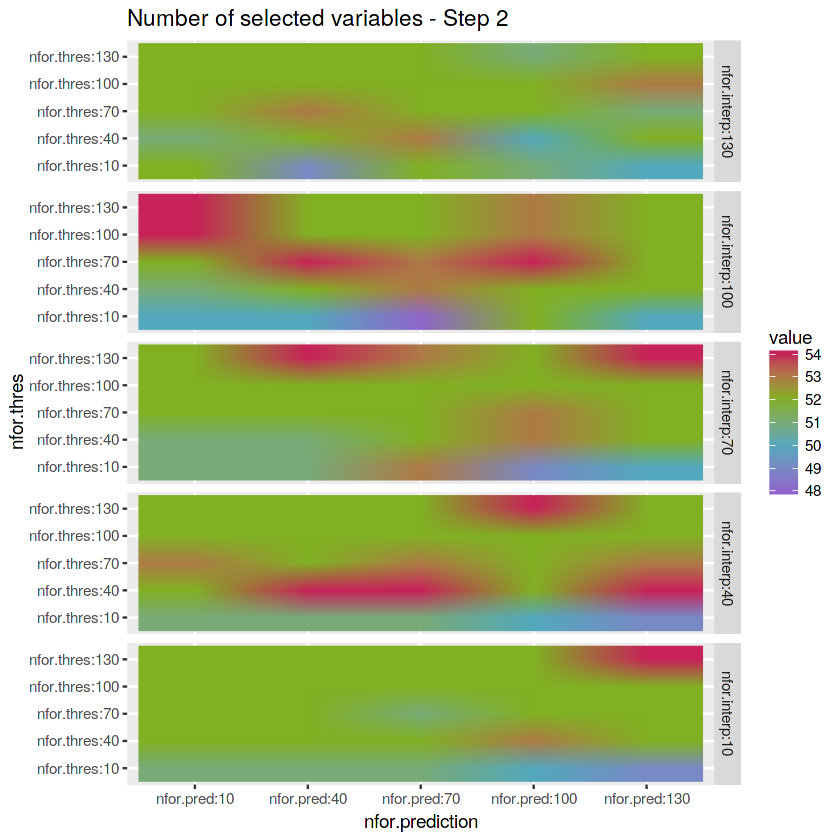 Number of selected variables - Step 2
nfor.thres
nfor.thres:130
nfor.thres:100
nfor.thres:70
nfor.thres:40
nfor.thres:10
nfor.interp:130
nfor.thres:130
nfor.thres:100
nfor.thres:70
nfor.thres:40
nfor.thres:10
nfor.interp:100
nfor.thres:130
nfor.thres:100
nfor.thres:70
nfor.thres:40
nfor.thres:10
nfor.interp:70
nfor.thres:130
nfor.thres:100
nfor.thres:70
nfor.thres:40
nfor.thres:10
nfor.interp:40
nfor.thres:130
nfor.thres:100
nfor.thres:70
nfor.thres:40
nfor.thres:10
nfor.interp:10
nfor.pred:10 nfor.pred:40 nfor.pred:70 nfor.pred:100 nfor.pred:130
nfor.prediction
value
54
53
52
51
50
49
48